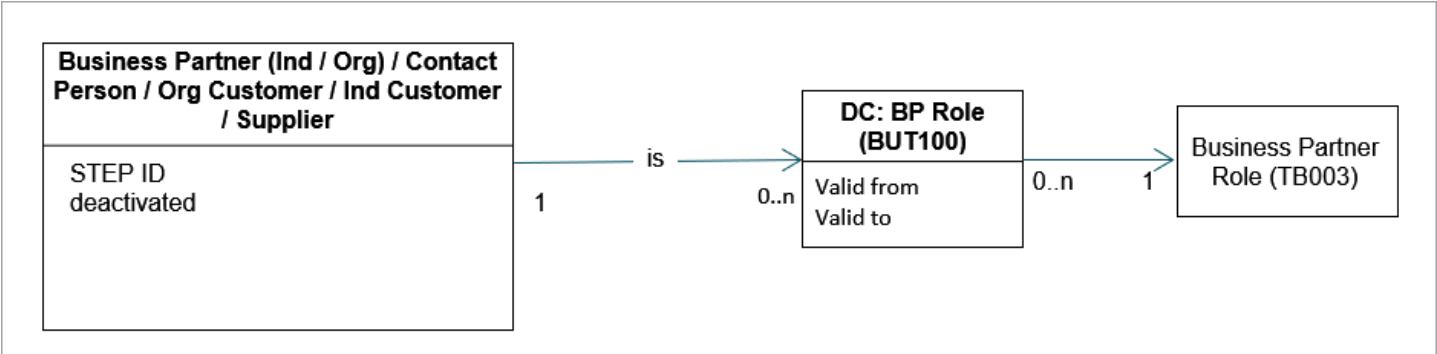 Business Partner (Ind / Org) / Contact
Person / Org Customer / Ind Customer
/ Supplier
STEP ID
deactivated
1
is
0..n
DC: BP Role
(BUT100)
Valid from
Valid to
0..n
1
Business Partner
Role (TB003)